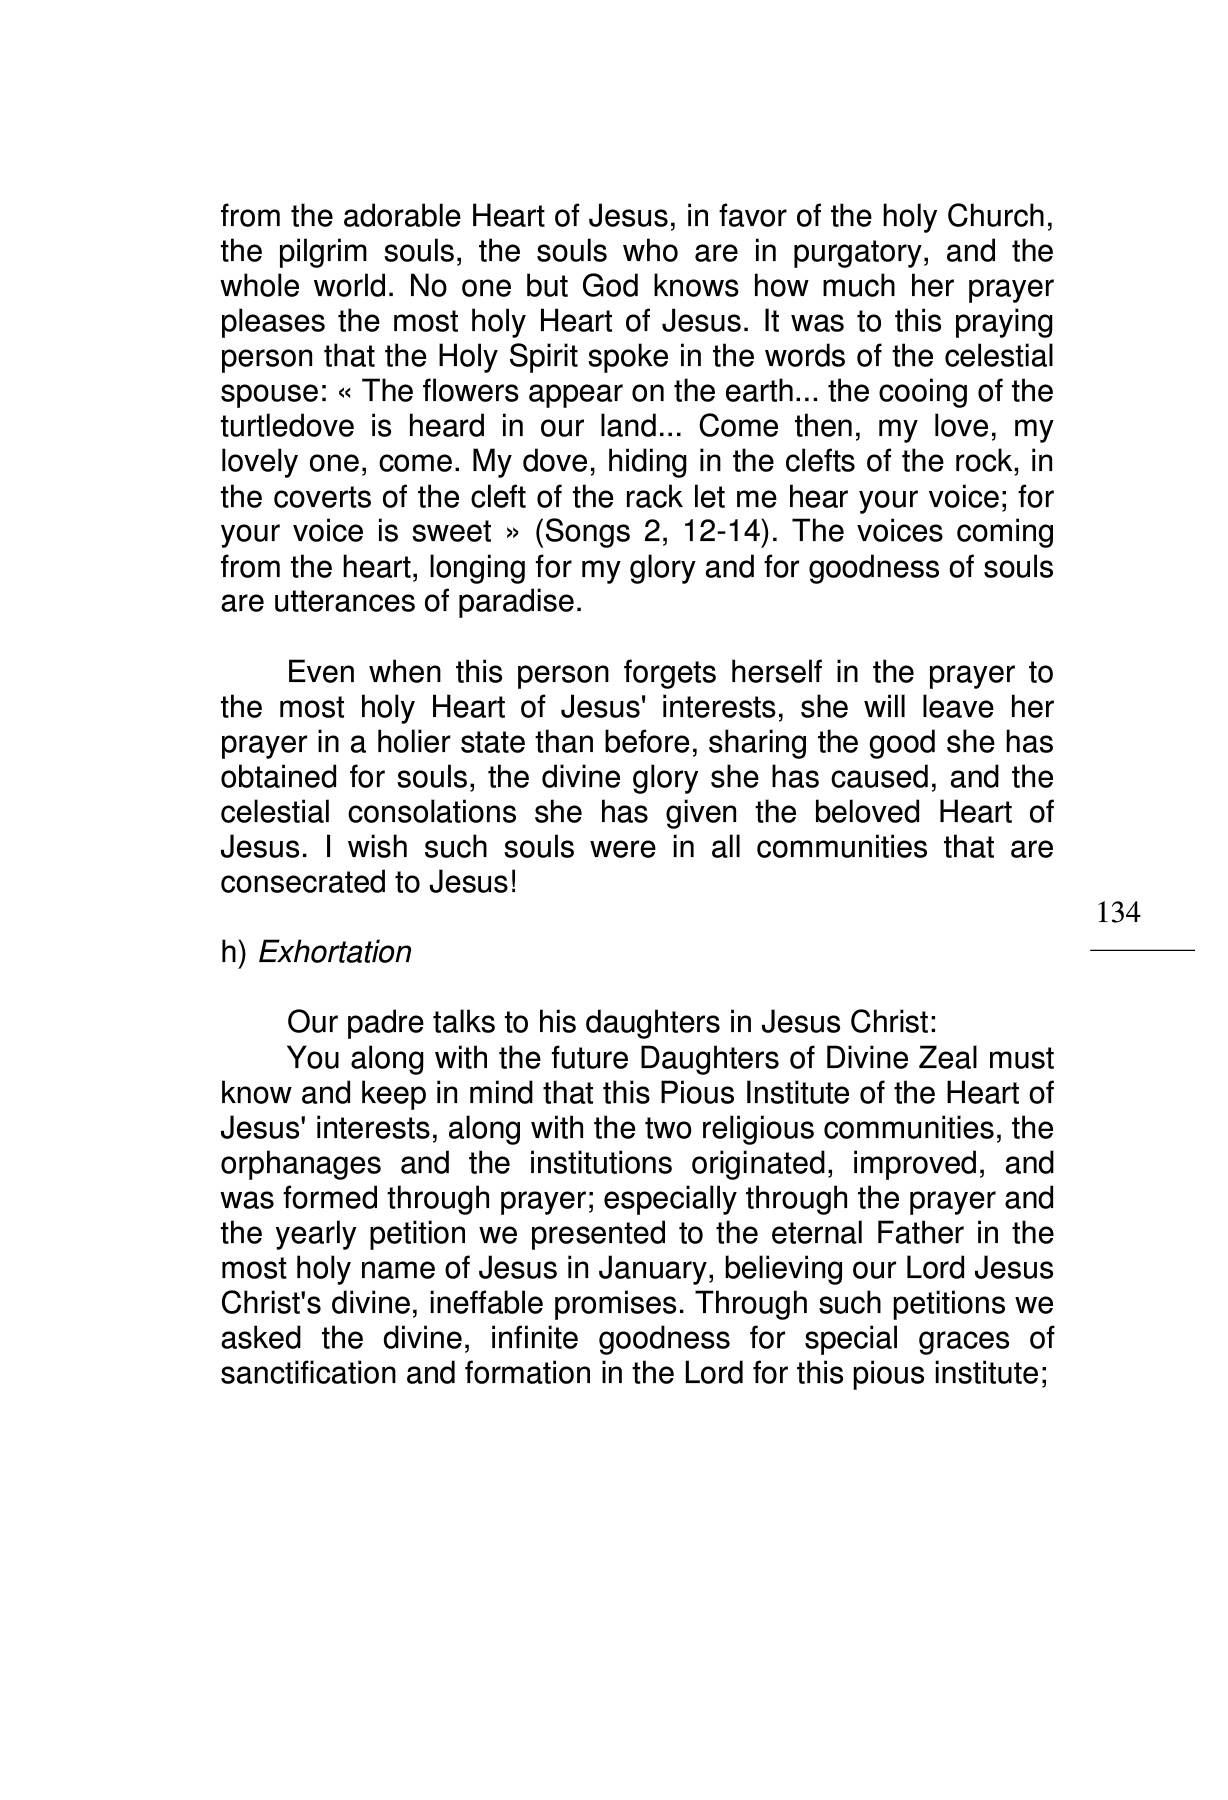 from the adorable Heart of Jesus, in favor of the holy Church,
the pilgrim souls, the souls who are in purgatory, and the
whole world. No one but God knows how much her prayer
pleases the most holy Heart of Jesus. It was to this praying
person that the Holy Spirit spoke in the words of the celestial
spouse: « The flowers appear on the earth... the cooing of the
turtledove is heard in our land... Come then, my love, my
lovely one, come. My dove, hiding in the clefts of the rock, in
the coverts of the cleft of the rack let me hear your voice; for
your voice is sweet » (Songs 2, 12-14). The voices coming
from the heart, longing for my glory and for goodness of souls
are utterances of paradise.
Even when this person forgets herself in the prayer to
the most holy Heart of Jesus' interests, she will leave her
prayer in a holier state than before, sharing the good she has
obtained for souls, the divine glory she has caused, and the
celestial consolations she has given the beloved Heart of
Jesus. I wish such souls were in all communities that are
consecrated to Jesus!
134
h) Exhortation
Our padre talks to his daughters in Jesus Christ:
You along with the future Daughters of Divine Zeal must
know and keep in mind that this Pious Institute of the Heart of
Jesus' interests, along with the two religious communities, the
orphanages and the institutions originated, improved, and
was formed through prayer; especially through the prayer and
the yearly petition we presented to the eternal Father in the
most holy name of Jesus in January, believing our Lord Jesus
Christ's divine, ineffable promises. Through such petitions we
asked the divine, infinite goodness for special graces of
sanctification and formation in the Lord for this pious institute;